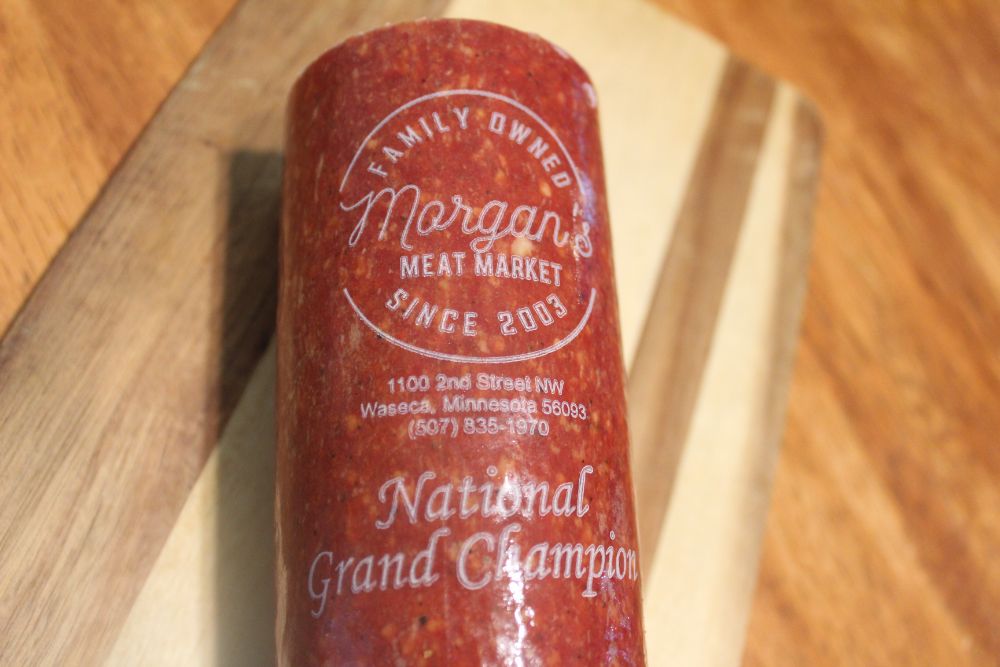 FAMILY OWNED
Morgan's
MEAT MARKET
SINCE 2003
1100 2nd Street NW
Waseca, Minnesota 56093
(507) 835-1970
National
Grand Champion